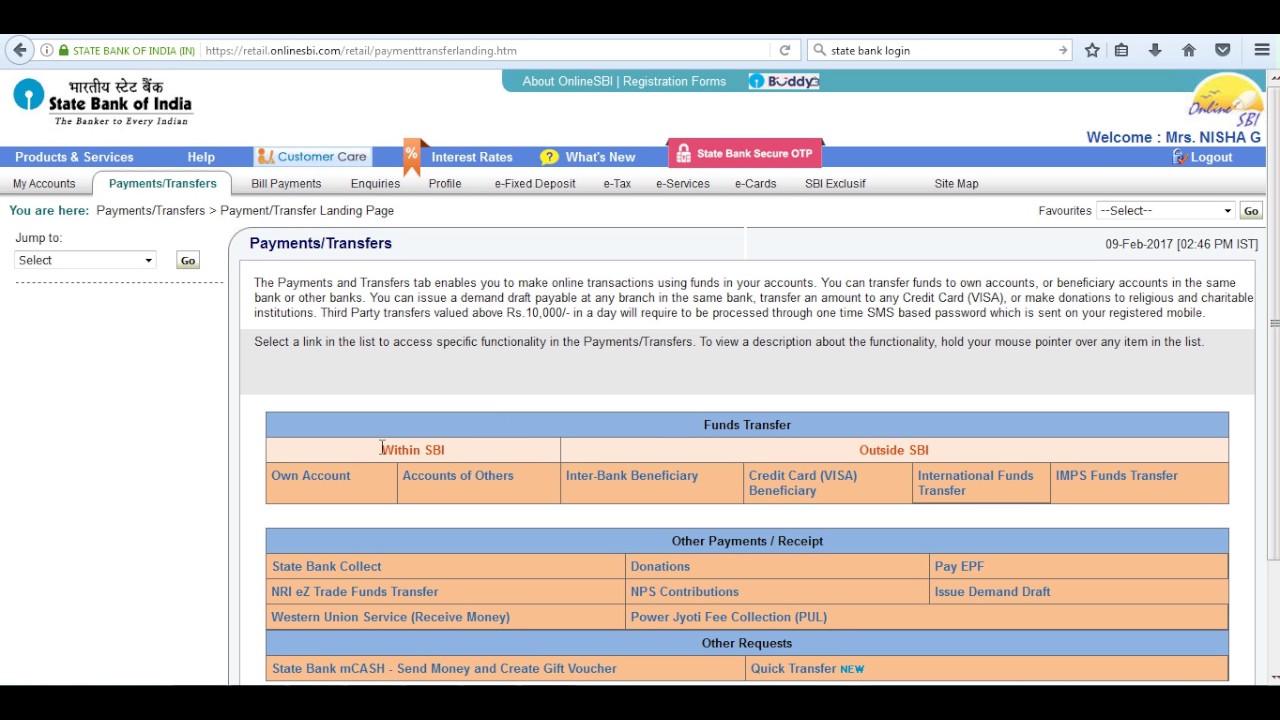 STATE BANK OF INDIA (IN) https://retail.onlinesbi.com/retail/paymenttransferlanding.htm state bank login
About OnlineSBI | Registration Forms Buddy
भारतीय स्टेट बैंक
State Bank of India
The Banker to Every Indian
Online SBI
Welcome : Mrs. NISHA G
Products & Services Help Customer Care % Interest Rates ? What's New State Bank Secure OTP Logout
My Accounts Payments/Transfers Bill Payments Enquiries Profile e-Fixed Deposit e-Tax e-Services e-Cards SBI Exclusif Site Map
You are here: Payments/Transfers > Payment/Transfer Landing Page Favourites --Select-- Go
Jump to:
Select Go
Payments/Transfers 09-Feb-2017 [02:46 PM IST]
The Payments and Transfers tab enables you to make online transactions using funds in your accounts. You can transfer funds to own accounts, or beneficiary accounts in the same
bank or other banks. You can issue a demand draft payable at any branch in the same bank, transfer an amount to any Credit Card (VISA), or make donations to religious and charitable
institutions. Third Party transfers valued above Rs.10,000/- in a day will require to be processed through one time SMS based password which is sent on your registered mobile.
Select a link in the list to access specific functionality in the Payments/Transfers. To view a description about the functionality, hold your mouse pointer over any item in the list.
Funds Transfer
Within SBI Outside SBI
Own Account Accounts of Others Inter-Bank Beneficiary Credit Card (VISA) Beneficiary International Funds Transfer IMPS Funds Transfer
Other Payments / Receipt
State Bank Collect Donations Pay EPF
NRI eZ Trade Funds Transfer NPS Contributions Issue Demand Draft
Western Union Service (Receive Money) Power Jyoti Fee Collection (PUL)
Other Requests
State Bank mCASH - Send Money and Create Gift Voucher Quick Transfer NEW